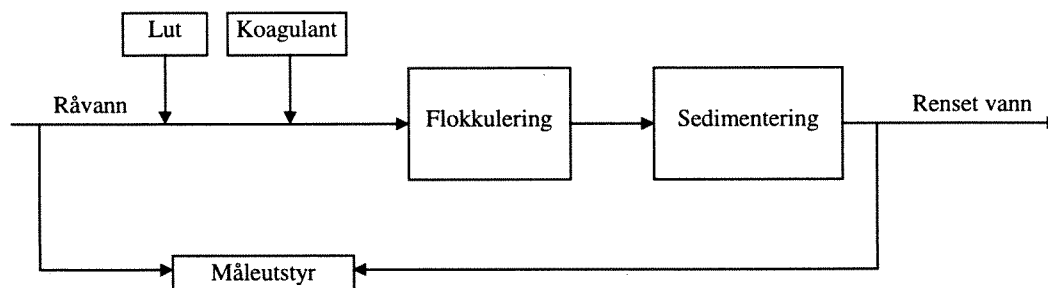 Lut
Koagulant
Råvann
Flokkulering
Sedimentering
Renset vann
Måleutstyr